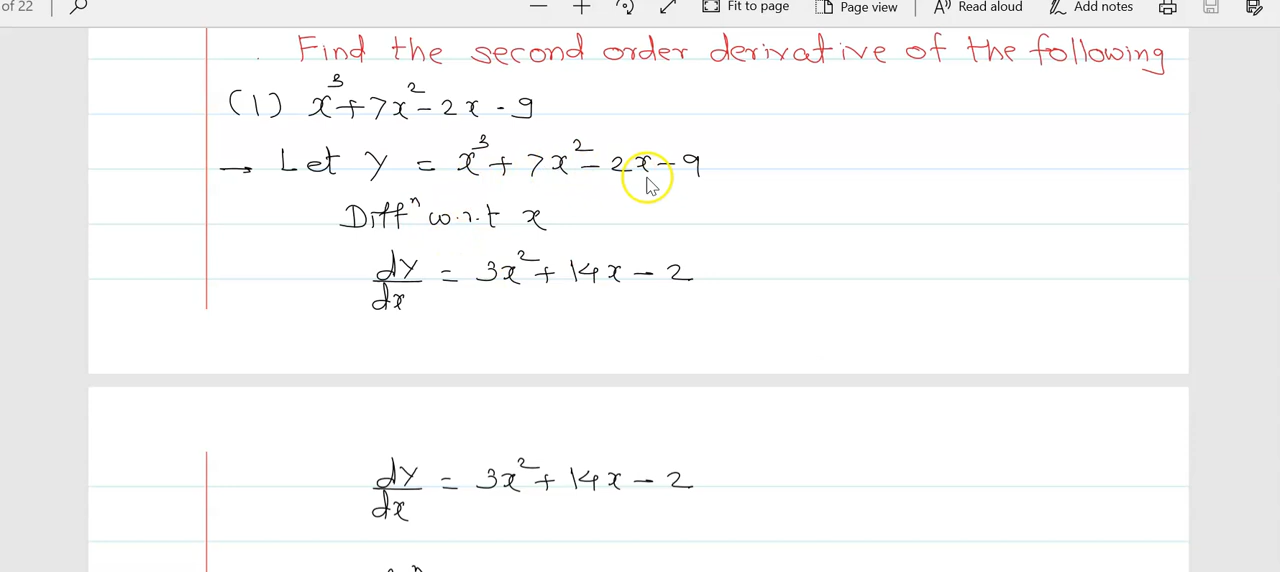 of 22 Fit to page Page view Read aloud Add notes
Find the second order derivative of the following
(1) x³+7x²-2x-9
→ Let y = x³+7x²-2x-9
Diffⁿ w.r.t x
dy/dx = 3x²+14x-2
dy/dx = 3x²+14x-2